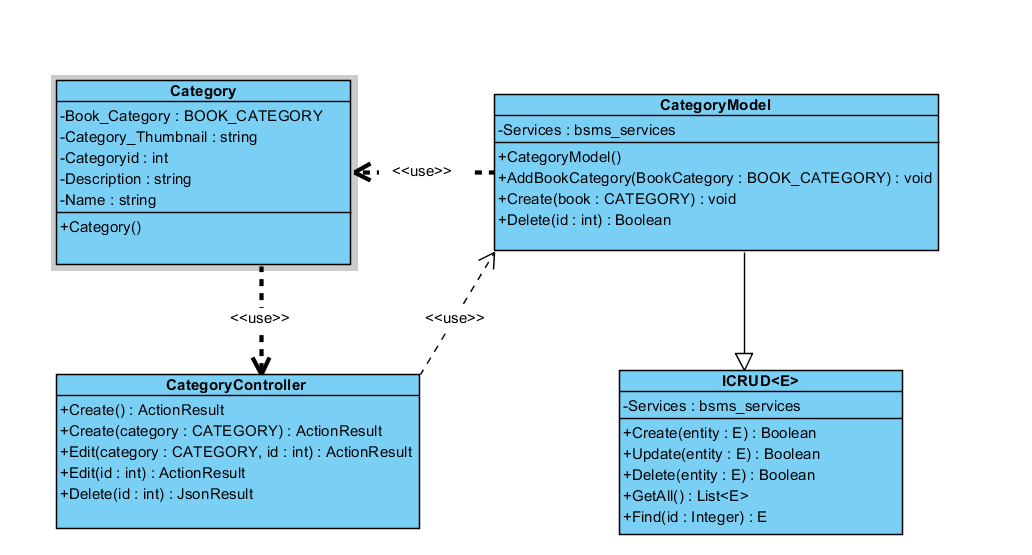 Category
-Book_Category : BOOK_CATEGORY
-Category_Thumbnail : string
-Categoryid : int
-Description : string
-Name : string
+Category()
<<use>>
CategoryModel
-Services : bsms_services
+CategoryModel()
+AddBookCategory(BookCategory : BOOK_CATEGORY) : void
+Create(book : CATEGORY) : void
+Delete(id : int) : Boolean
<<use>>
<<use>>
CategoryController
+Create() : ActionResult
+Create(category : CATEGORY) : ActionResult
+Edit(category : CATEGORY, id : int) : ActionResult
+Edit(id : int) : ActionResult
+Delete(id : int) : JsonResult
ICRUD<E>
-Services : bsms_services
+Create(entity : E) : Boolean
+Update(entity : E) : Boolean
+Delete(entity : E) : Boolean
+GetAll() : List<E>
+Find(id : Integer) : E